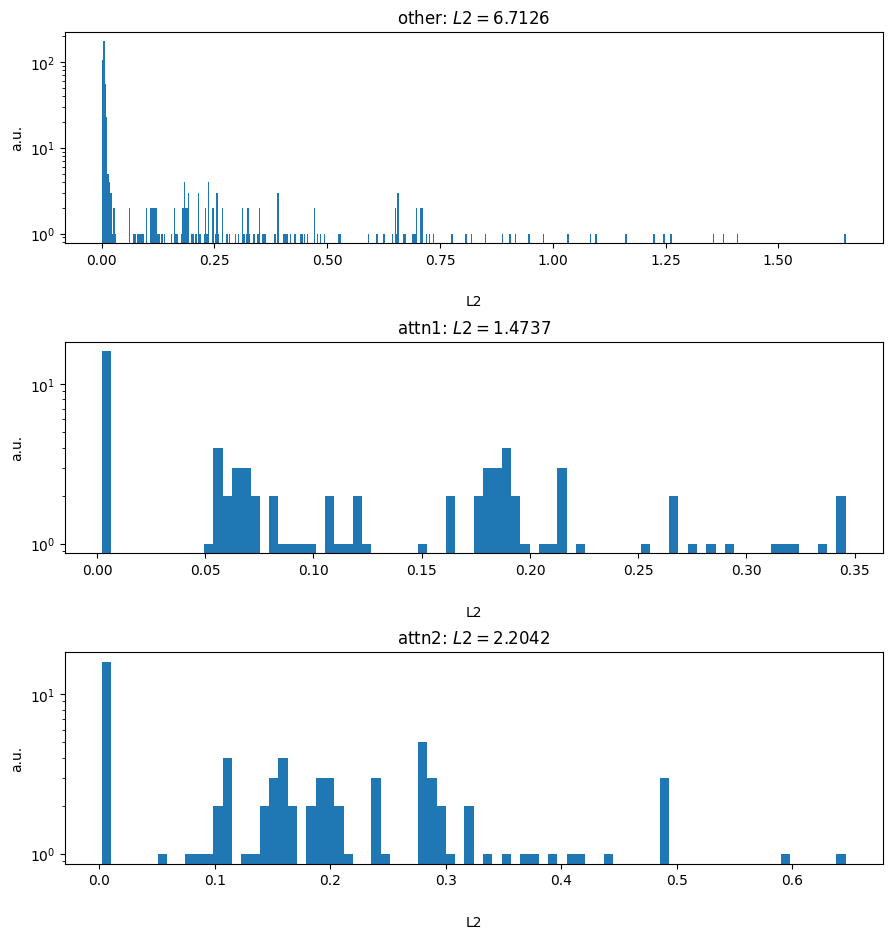 other: L2 = 6.7126
10²
10¹
10⁰
a.u.
0.00 0.25 0.50 0.75 1.00 1.25 1.50
L2
attn1: L2 = 1.4737
10¹
10⁰
a.u.
0.00 0.05 0.10 0.15 0.20 0.25 0.30 0.35
L2
attn2: L2 = 2.2042
10¹
10⁰
a.u.
0.0 0.1 0.2 0.3 0.4 0.5 0.6
L2